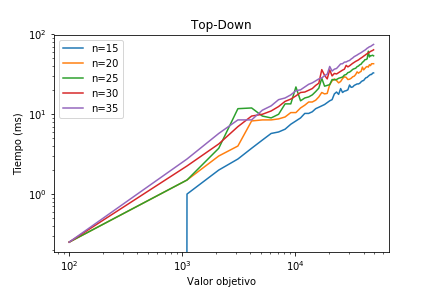 Top-Down
n=15
n=20
n=25
n=30
n=35
10²
10¹
10⁰
Tiempo (ms)
10² 10³ 10⁴
Valor objetivo